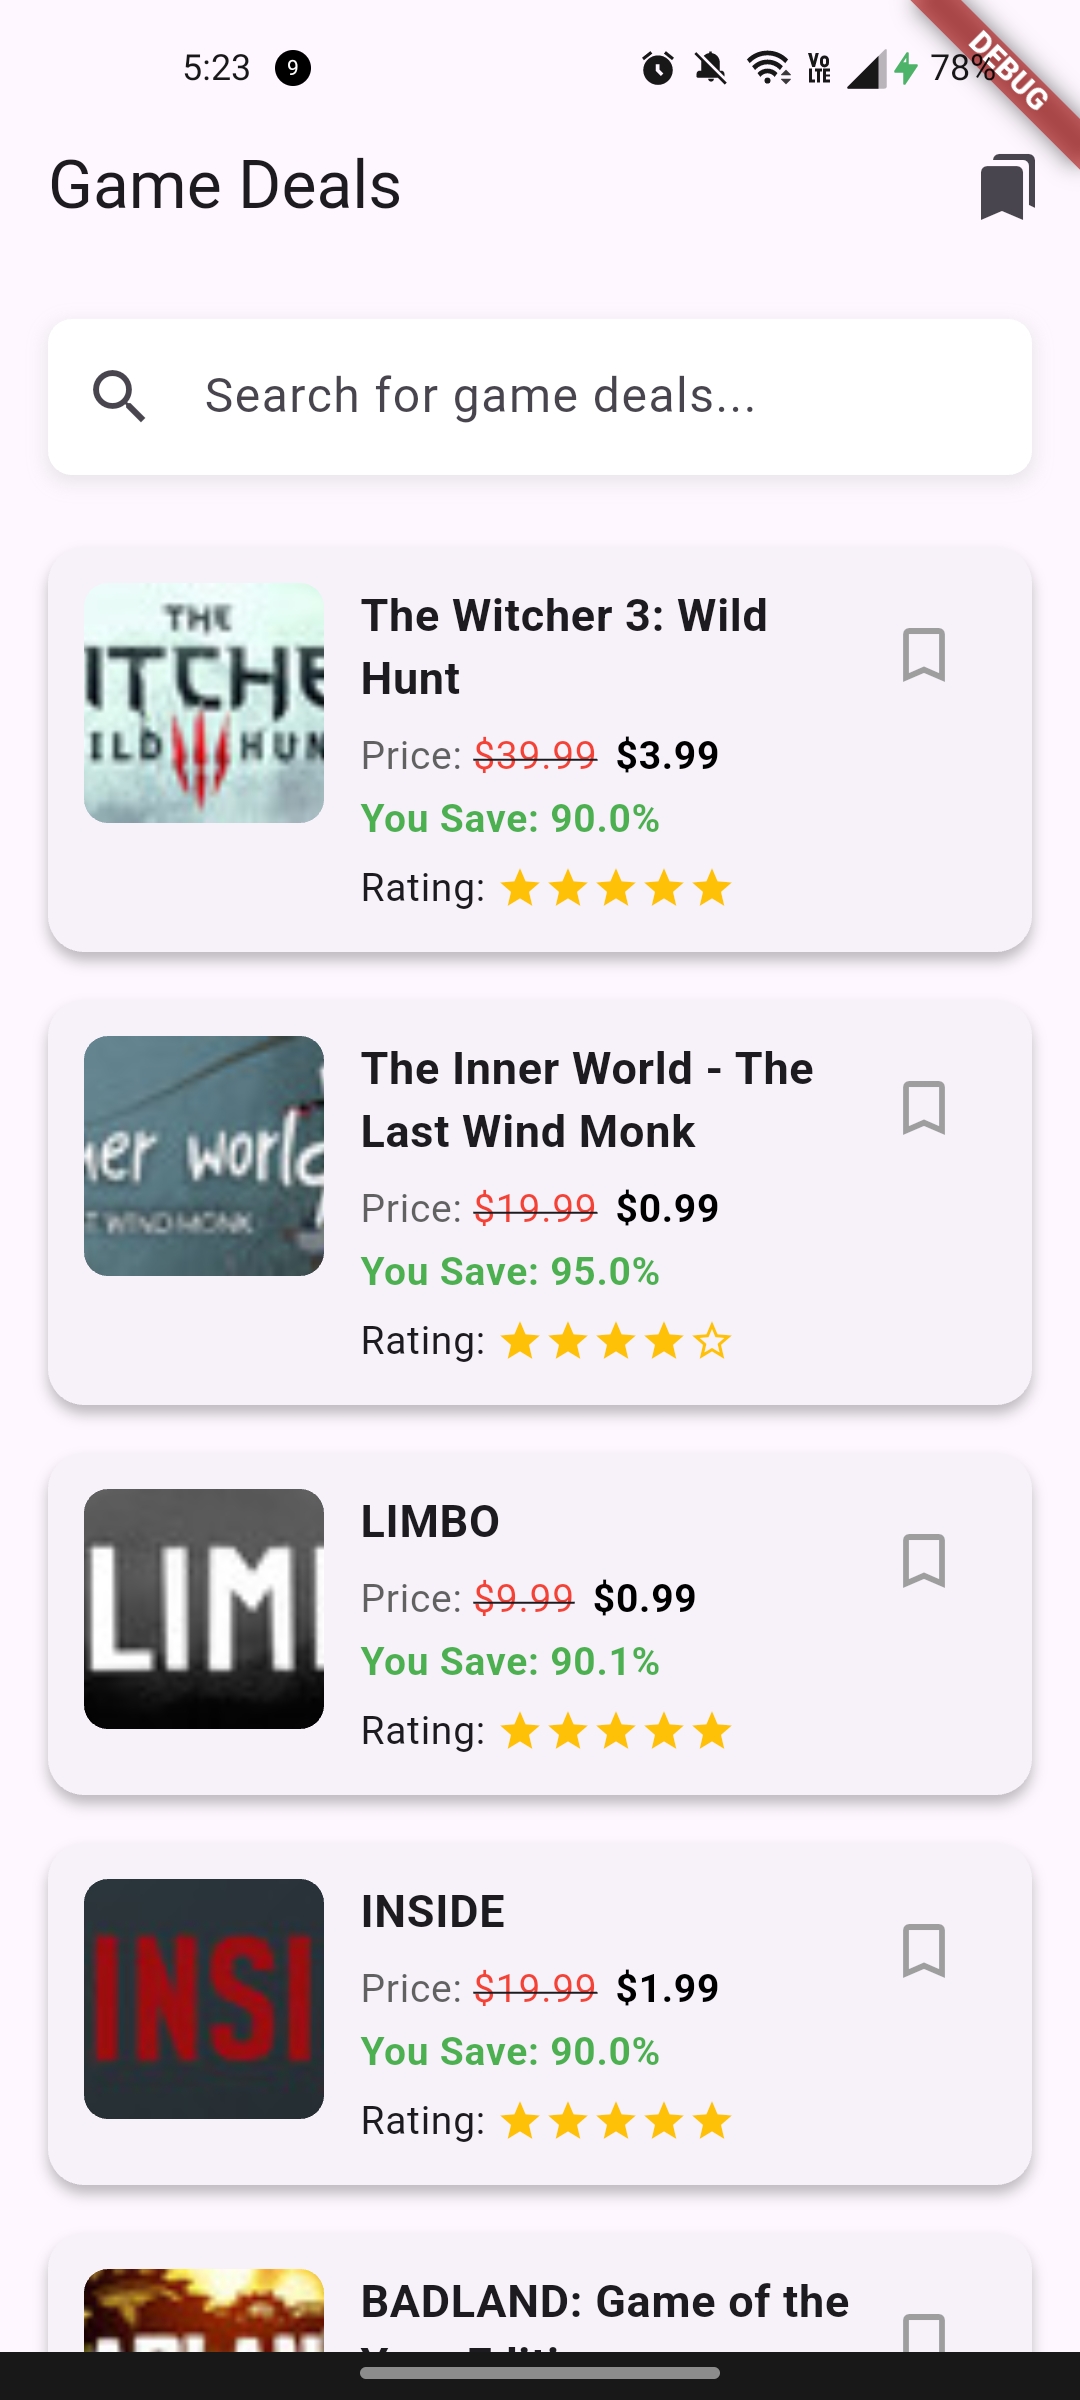 5:23 9 Vo LTE 78%
DEBUG
Game Deals
Search for game deals...
THE
ITCHE
ILD HUN
The Witcher 3: Wild
Hunt
Price: $39.99 $3.99
You Save: 90.0%
Rating:
ner world
T WIND MONK
The Inner World - The
Last Wind Monk
Price: $19.99 $0.99
You Save: 95.0%
Rating:
LIM
LIMBO
Price: $9.99 $0.99
You Save: 90.1%
Rating:
INSI
INSIDE
Price: $19.99 $1.99
You Save: 90.0%
Rating:
BADLAND: Game of the